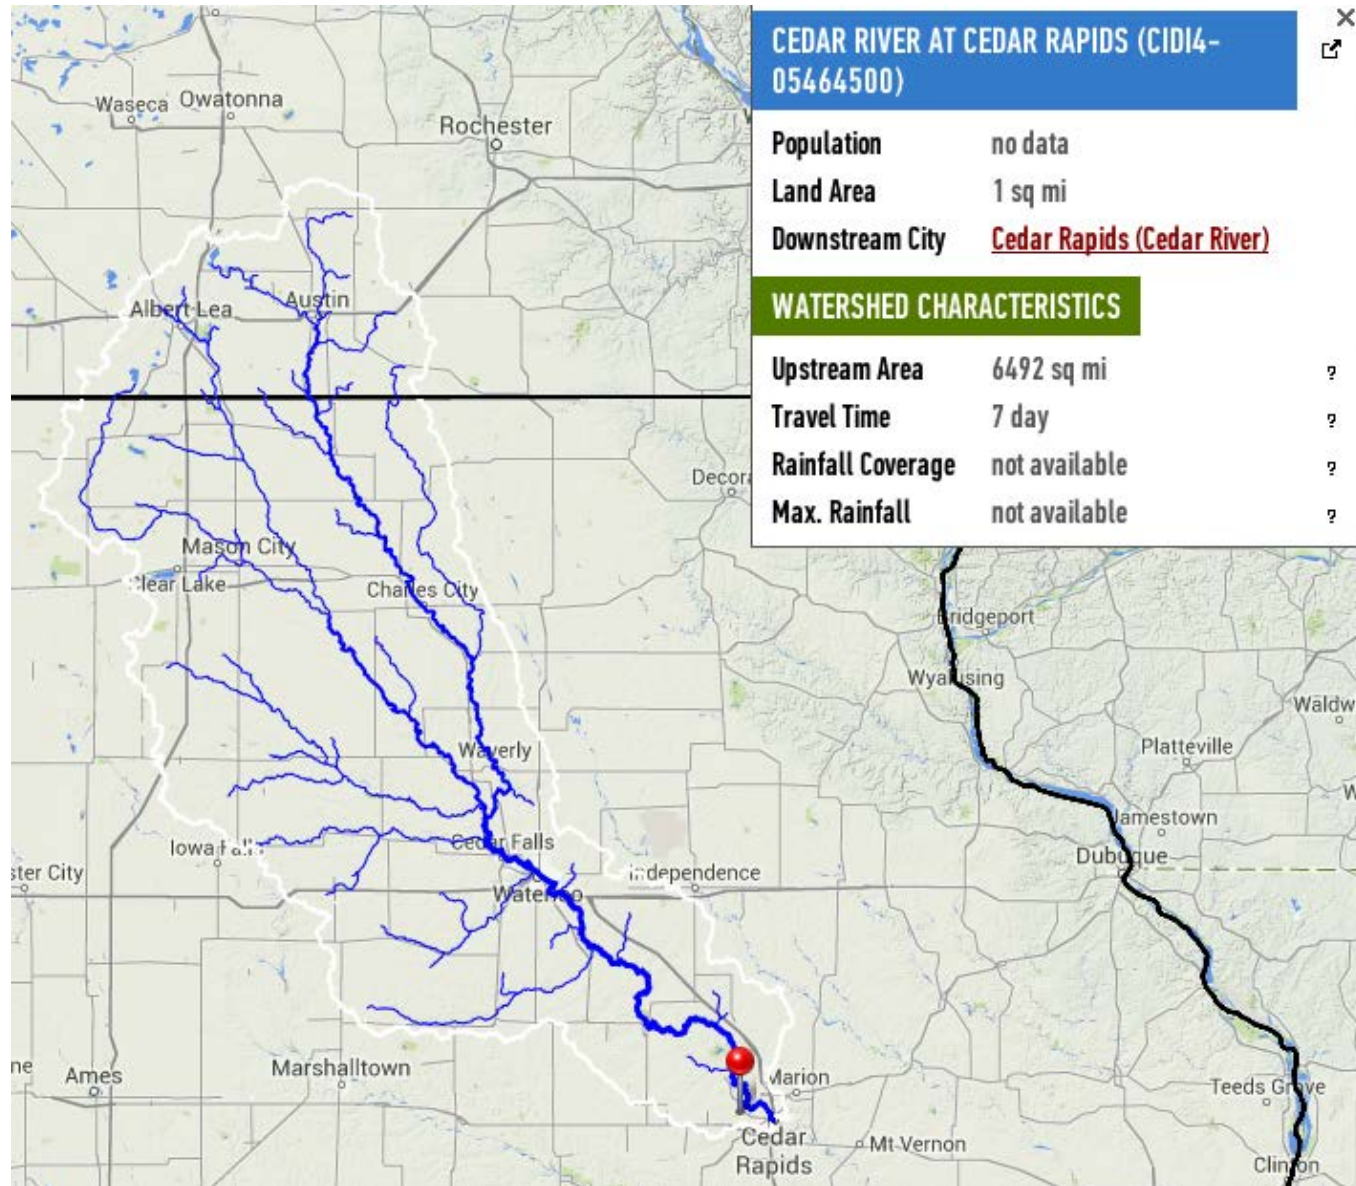 CEDAR RIVER AT CEDAR RAPIDS (CIDI4-
05464500)
Population no data
Land Area 1 sq mi
Downstream City Cedar Rapids (Cedar River)
WATERSHED CHARACTERISTICS
Upstream Area 6492 sq mi ?
Travel Time 7 day ?
Rainfall Coverage not available ?
Max. Rainfall not available ?
Waseca
Owatonna
Rochester
Albert Lea
Austin
Decora
Mason City
Clear Lake
Charles City
Bridgeport
Wyalusing
Waldw
Waverly
Platteville
Jamestown
Iowa Falls
Cedar Falls
Dubuque
ster City
Independence
Waterloo
Marshalltown
Ames
Marion
Teeds Grove
Cedar
Rapids
Mt Vernon
Clinton